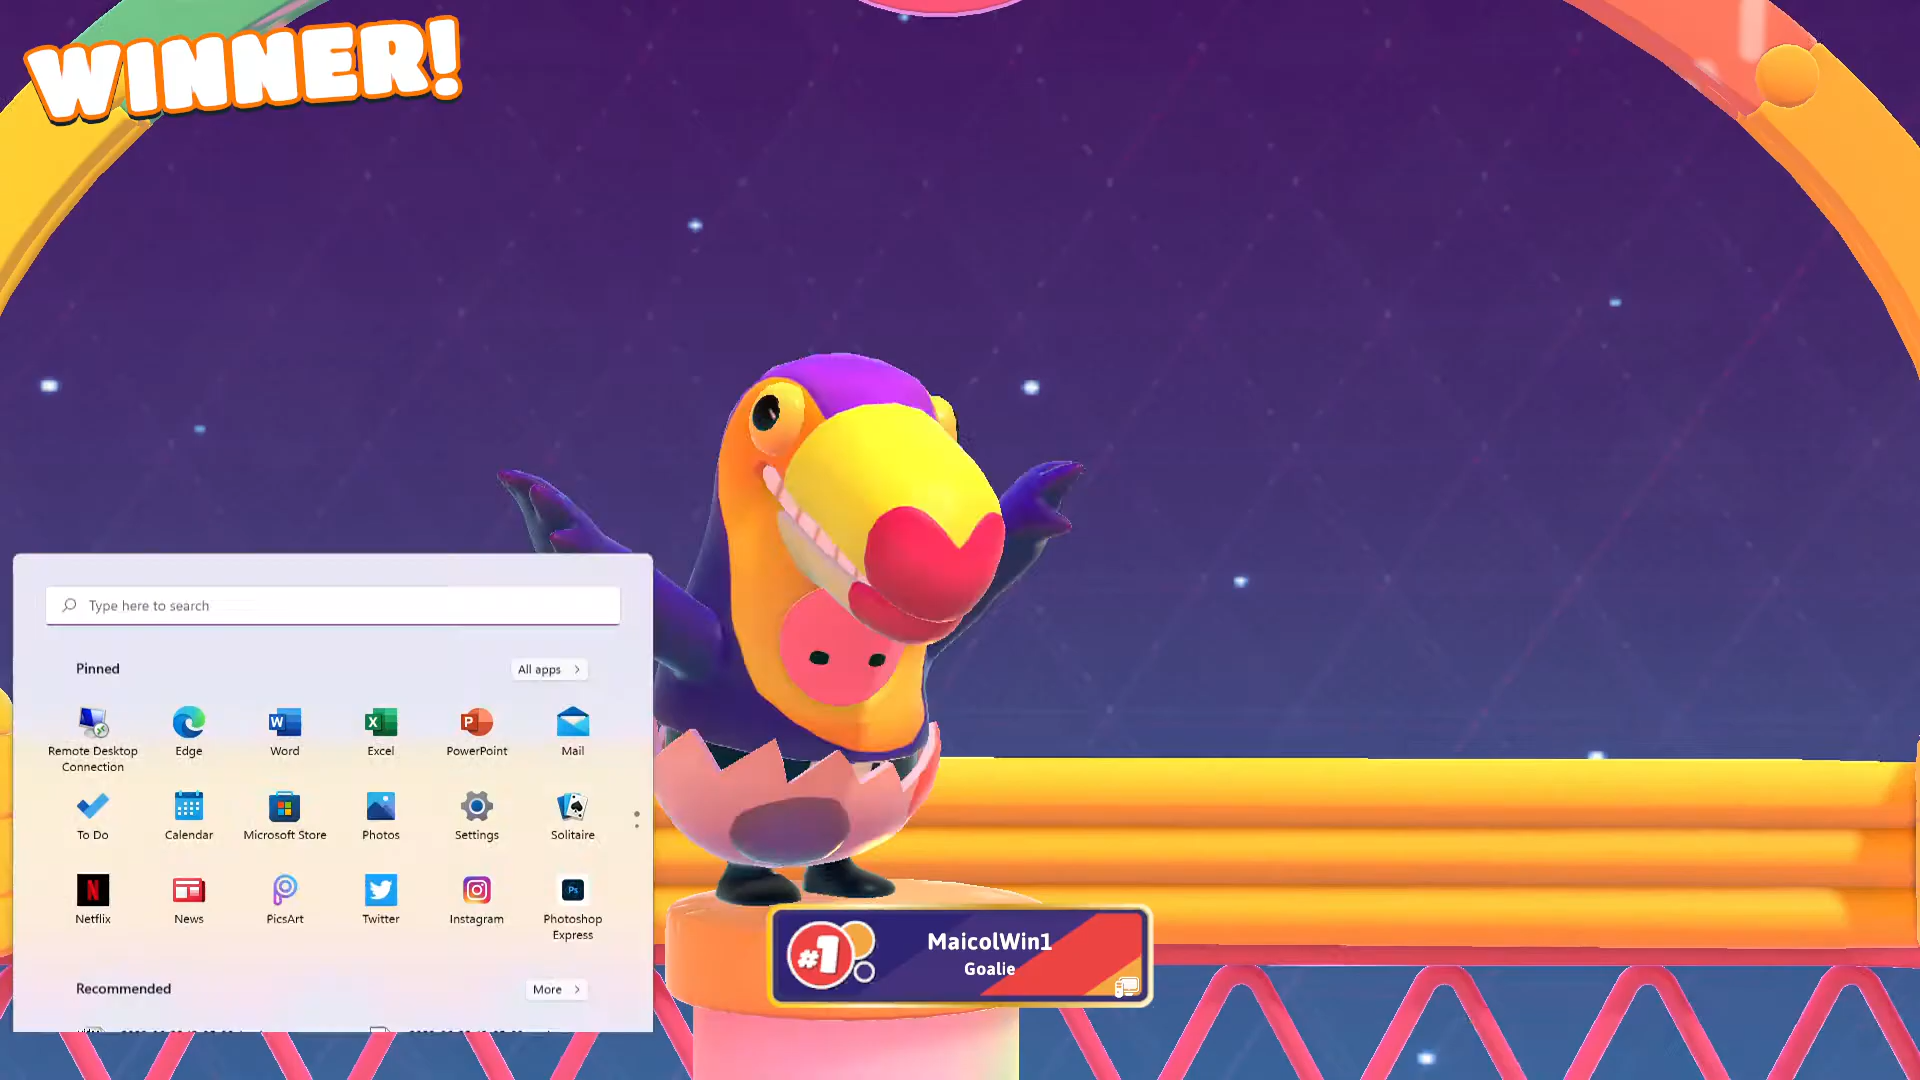 WINNER!
Type here to search
Pinned
All apps
Remote Desktop Connection
Edge
Word
Excel
PowerPoint
Mail
To Do
Calendar
Microsoft Store
Photos
Settings
Solitaire
Netflix
News
PicsArt
Twitter
Instagram
Photoshop Express
Recommended
More
#1
MaicolWin1
Goalie